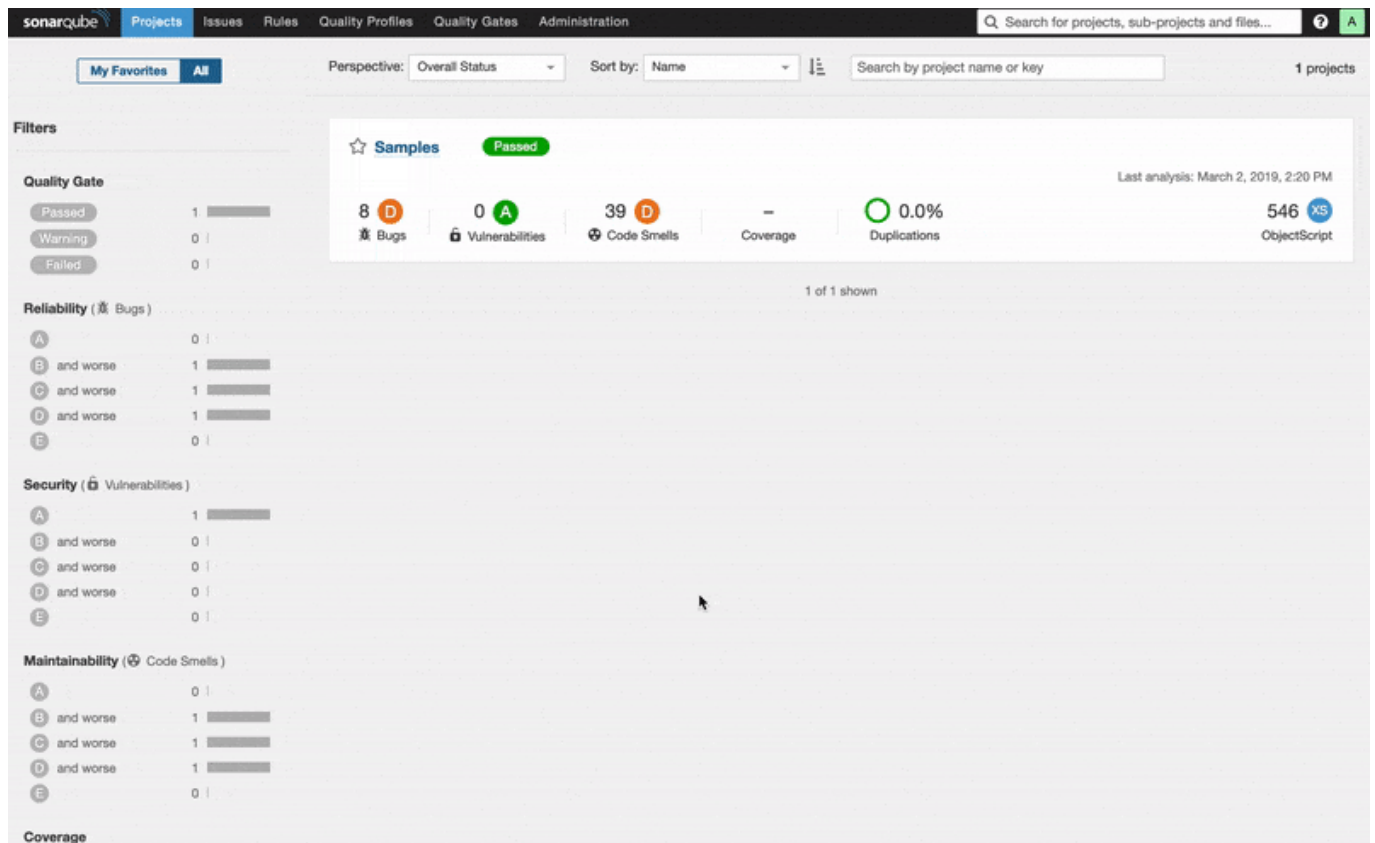 sonarqube Projects Issues Rules Quality Profiles Quality Gates Administration Search for projects, sub-projects and files... ? A
My Favorites All Perspective: Overall Status Sort by: Name Search by project name or key 1 projects
Filters
Samples Passed
Last analysis: March 2, 2019, 2:20 PM
8 D 0 A 39 D – 0.0% 546 XS
Bugs Vulnerabilities Code Smells Coverage Duplications ObjectScript
1 of 1 shown
Quality Gate
Passed 1
Warning 0
Failed 0
Reliability ( Bugs )
A 0
B and worse 1
C and worse 1
D and worse 1
E 0
Security ( Vulnerabilities )
A 1
B and worse 0
C and worse 0
D and worse 0
E 0
Maintainability ( Code Smells )
A 0
B and worse 1
C and worse 1
D and worse 1
E 0
Coverage